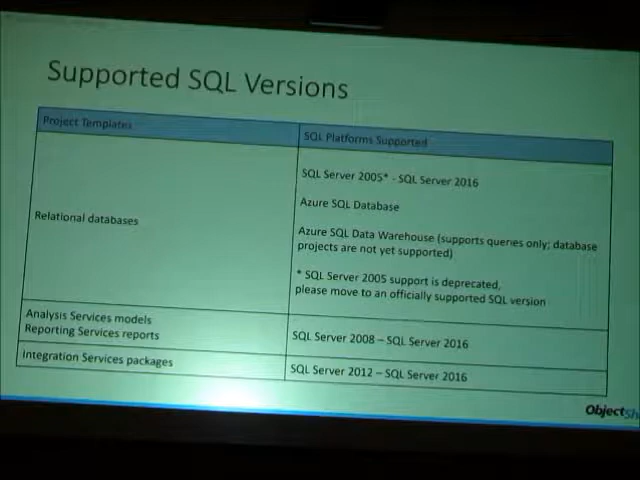 Supported SQL Versions
Project Templates
SQL Platforms Supported
Relational databases
SQL Server 2005* - SQL Server 2016
Azure SQL Database
Azure SQL Data Warehouse (supports queries only; database
projects are not yet supported)
* SQL Server 2005 support is deprecated,
please move to an officially supported SQL version
Analysis Services models
Reporting Services reports
SQL Server 2008 – SQL Server 2016
Integration Services packages
SQL Server 2012 – SQL Server 2016
ObjectSh